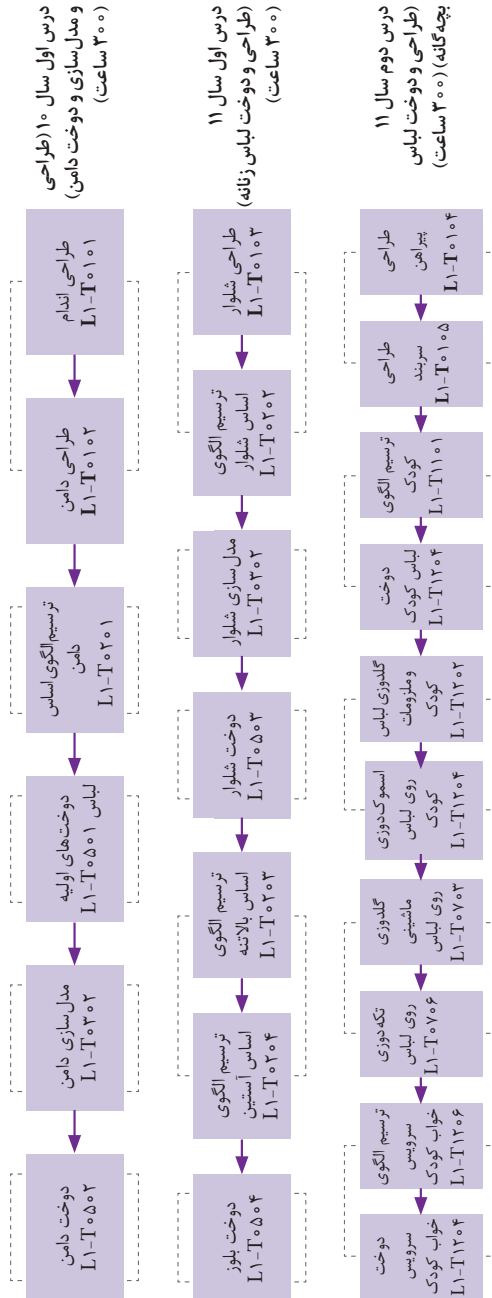 درس اول سال ۱۰ (طراحی
و مدل‌سازی و دوخت دامن)
(۳۰۰ ساعت)
طراحی اندام
L۱-T۰۱۰۱
طراحی دامن
L۱-T۰۱۰۲
ترسیم الگوی اساس
دامن
L۱-T۰۲۰۱
دوخت‌های اولیه
لباس L۱-T۰۵۰۱
مدل‌سازی دامن
L۱-T۰۳۰۲
دوخت دامن
L۱-T۰۵۰۲
درس اول سال ۱۱
(طراحی و دوخت لباس زنانه)
(۳۰۰ ساعت)
طراحی شلوار
L۱-T۰۱۰۳
ترسیم الگوی
اساس شلوار
L۱-T۰۲۰۲
مدل‌سازی شلوار
L۱-T۰۳۰۲
دوخت شلوار
L۱-T۰۵۰۳
ترسیم الگوی
اساس بالاتنه
L۱-T۰۲۰۳
ترسیم الگوی
اساس آستین
L۱-T۰۲۰۴
دوخت بلوز
L۱-T۰۵۰۴
درس دوم سال ۱۱
(طراحی و دوخت لباس
بچه‌گانه) (۳۰۰ ساعت)
طراحی
پیراهن
L۱-T۰۱۰۴
طراحی
سربند
L۱-T۰۱۰۵
ترسیم الگوی
کودک
L۱-T۱۱۰۱
دوخت
لباس کودک
L۱-T۱۲۰۴
گلدوزی لباس
و ملزومات
کودک
L۱-T۱۲۰۲
اسموک‌دوزی
روی لباس
کودک
L۱-T۱۲۰۴
گلدوزی
ماشینی
روی لباس
L۱-T۰۷۰۳
تکه‌دوزی
روی لباس
L۱-T۰۷۰۶
ترسیم الگوی
سرویس
خواب کودک
L۱-T۱۲۰۶
دوخت
سرویس
خواب کودک
L۱-T۱۲۰۴